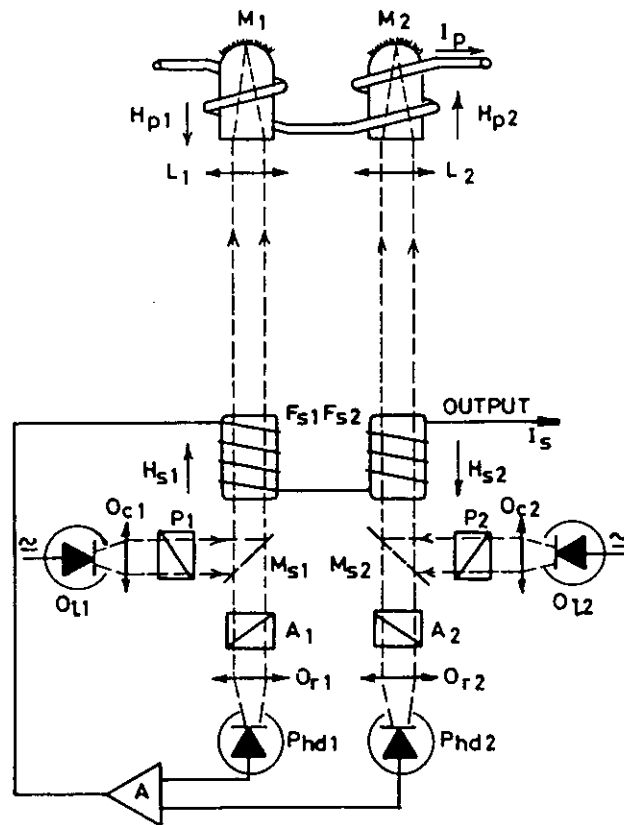 M1 M2 Ip
Hp1 Hp2
L1 L2
Fs1 Fs2 OUTPUT
Is
Hs1 Hs2
Oc1 P1 P2 Oc2
≈ ≈
Ms1 Ms2
Ol1 Ol2
A1 A2
Or1 Or2
Phd1 Phd2
A